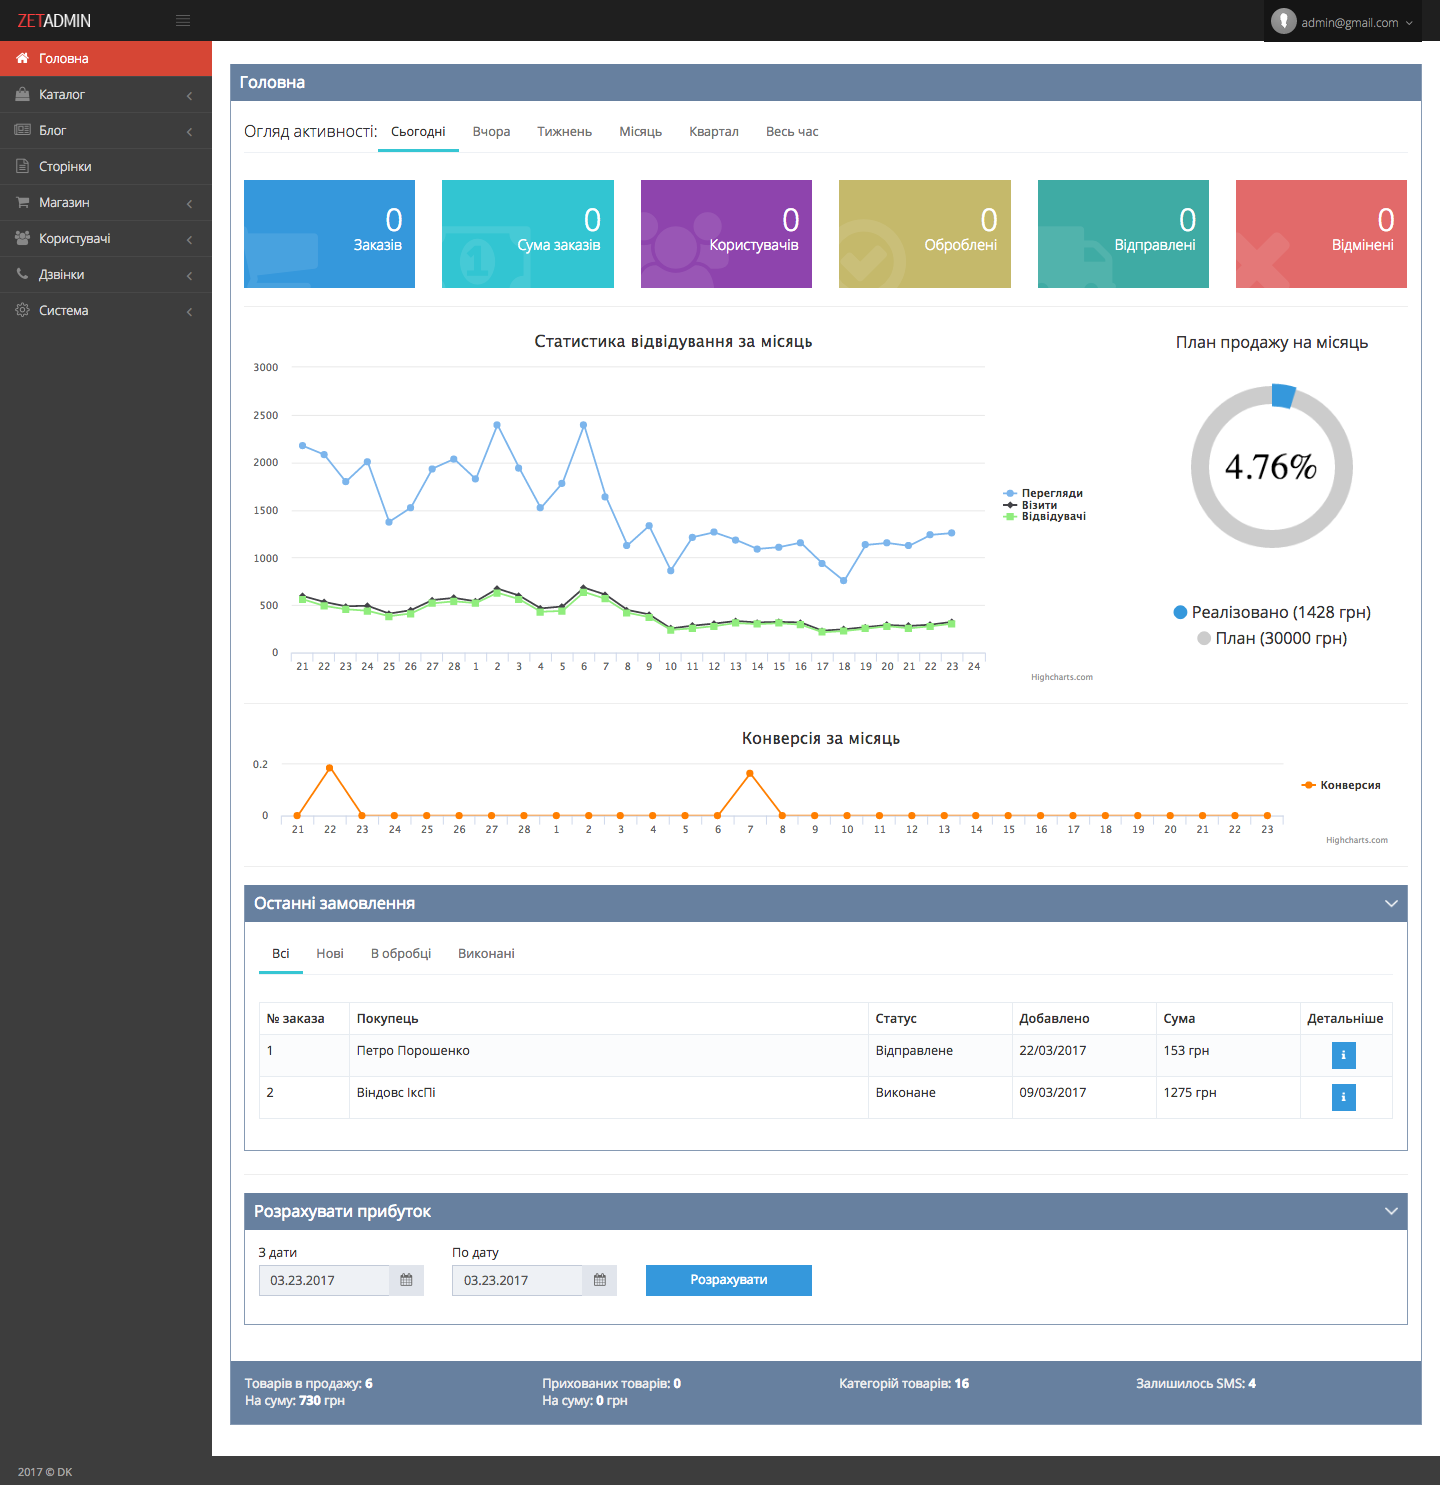 ZETADMIN
admin@gmail.com
Головна
Каталог
Блог
Сторінки
Магазин
Користувачі
Дзвінки
Система
Головна
Огляд активності: Сьогодні Вчора Тиждень Місяць Квартал Весь час
0 0 0 0 0 0
Заказів Сума заказів Користувачів Оброблені Відправлені Відмінені
Статистика відвідування за місяць
3000
2500
2000
1500
1000
500
0
21 22 23 24 25 26 27 28 1 2 3 4 5 6 7 8 9 10 11 12 13 14 15 16 17 18 19 20 21 22 23 24
Перегляди
Візити
Відвідувачі
Highcharts.com
План продажу на місяць
4.76%
Реалізовано (1428 грн)
План (30000 грн)
Конверсія за місяць
0.2
0
21 22 23 24 25 26 27 28 1 2 3 4 5 6 7 8 9 10 11 12 13 14 15 16 17 18 19 20 21 22 23
Конверсия
Highcharts.com
Останні замовлення
Всі Нові В обробці Виконані
№ заказа Покупець Статус Добавлено Сума Детальніше
1 Петро Порошенко Відправлене 22/03/2017 153 грн i
2 Віндовс ІксПі Виконане 09/03/2017 1275 грн i
Розрахувати прибуток
З дати По дату
03.23.2017 03.23.2017 Розрахувати
Товарів в продажу: 6 Прихованих товарів: 0 Категорій товарів: 16 Залишилось SMS: 4
На суму: 730 грн На суму: 0 грн
2017 © DK